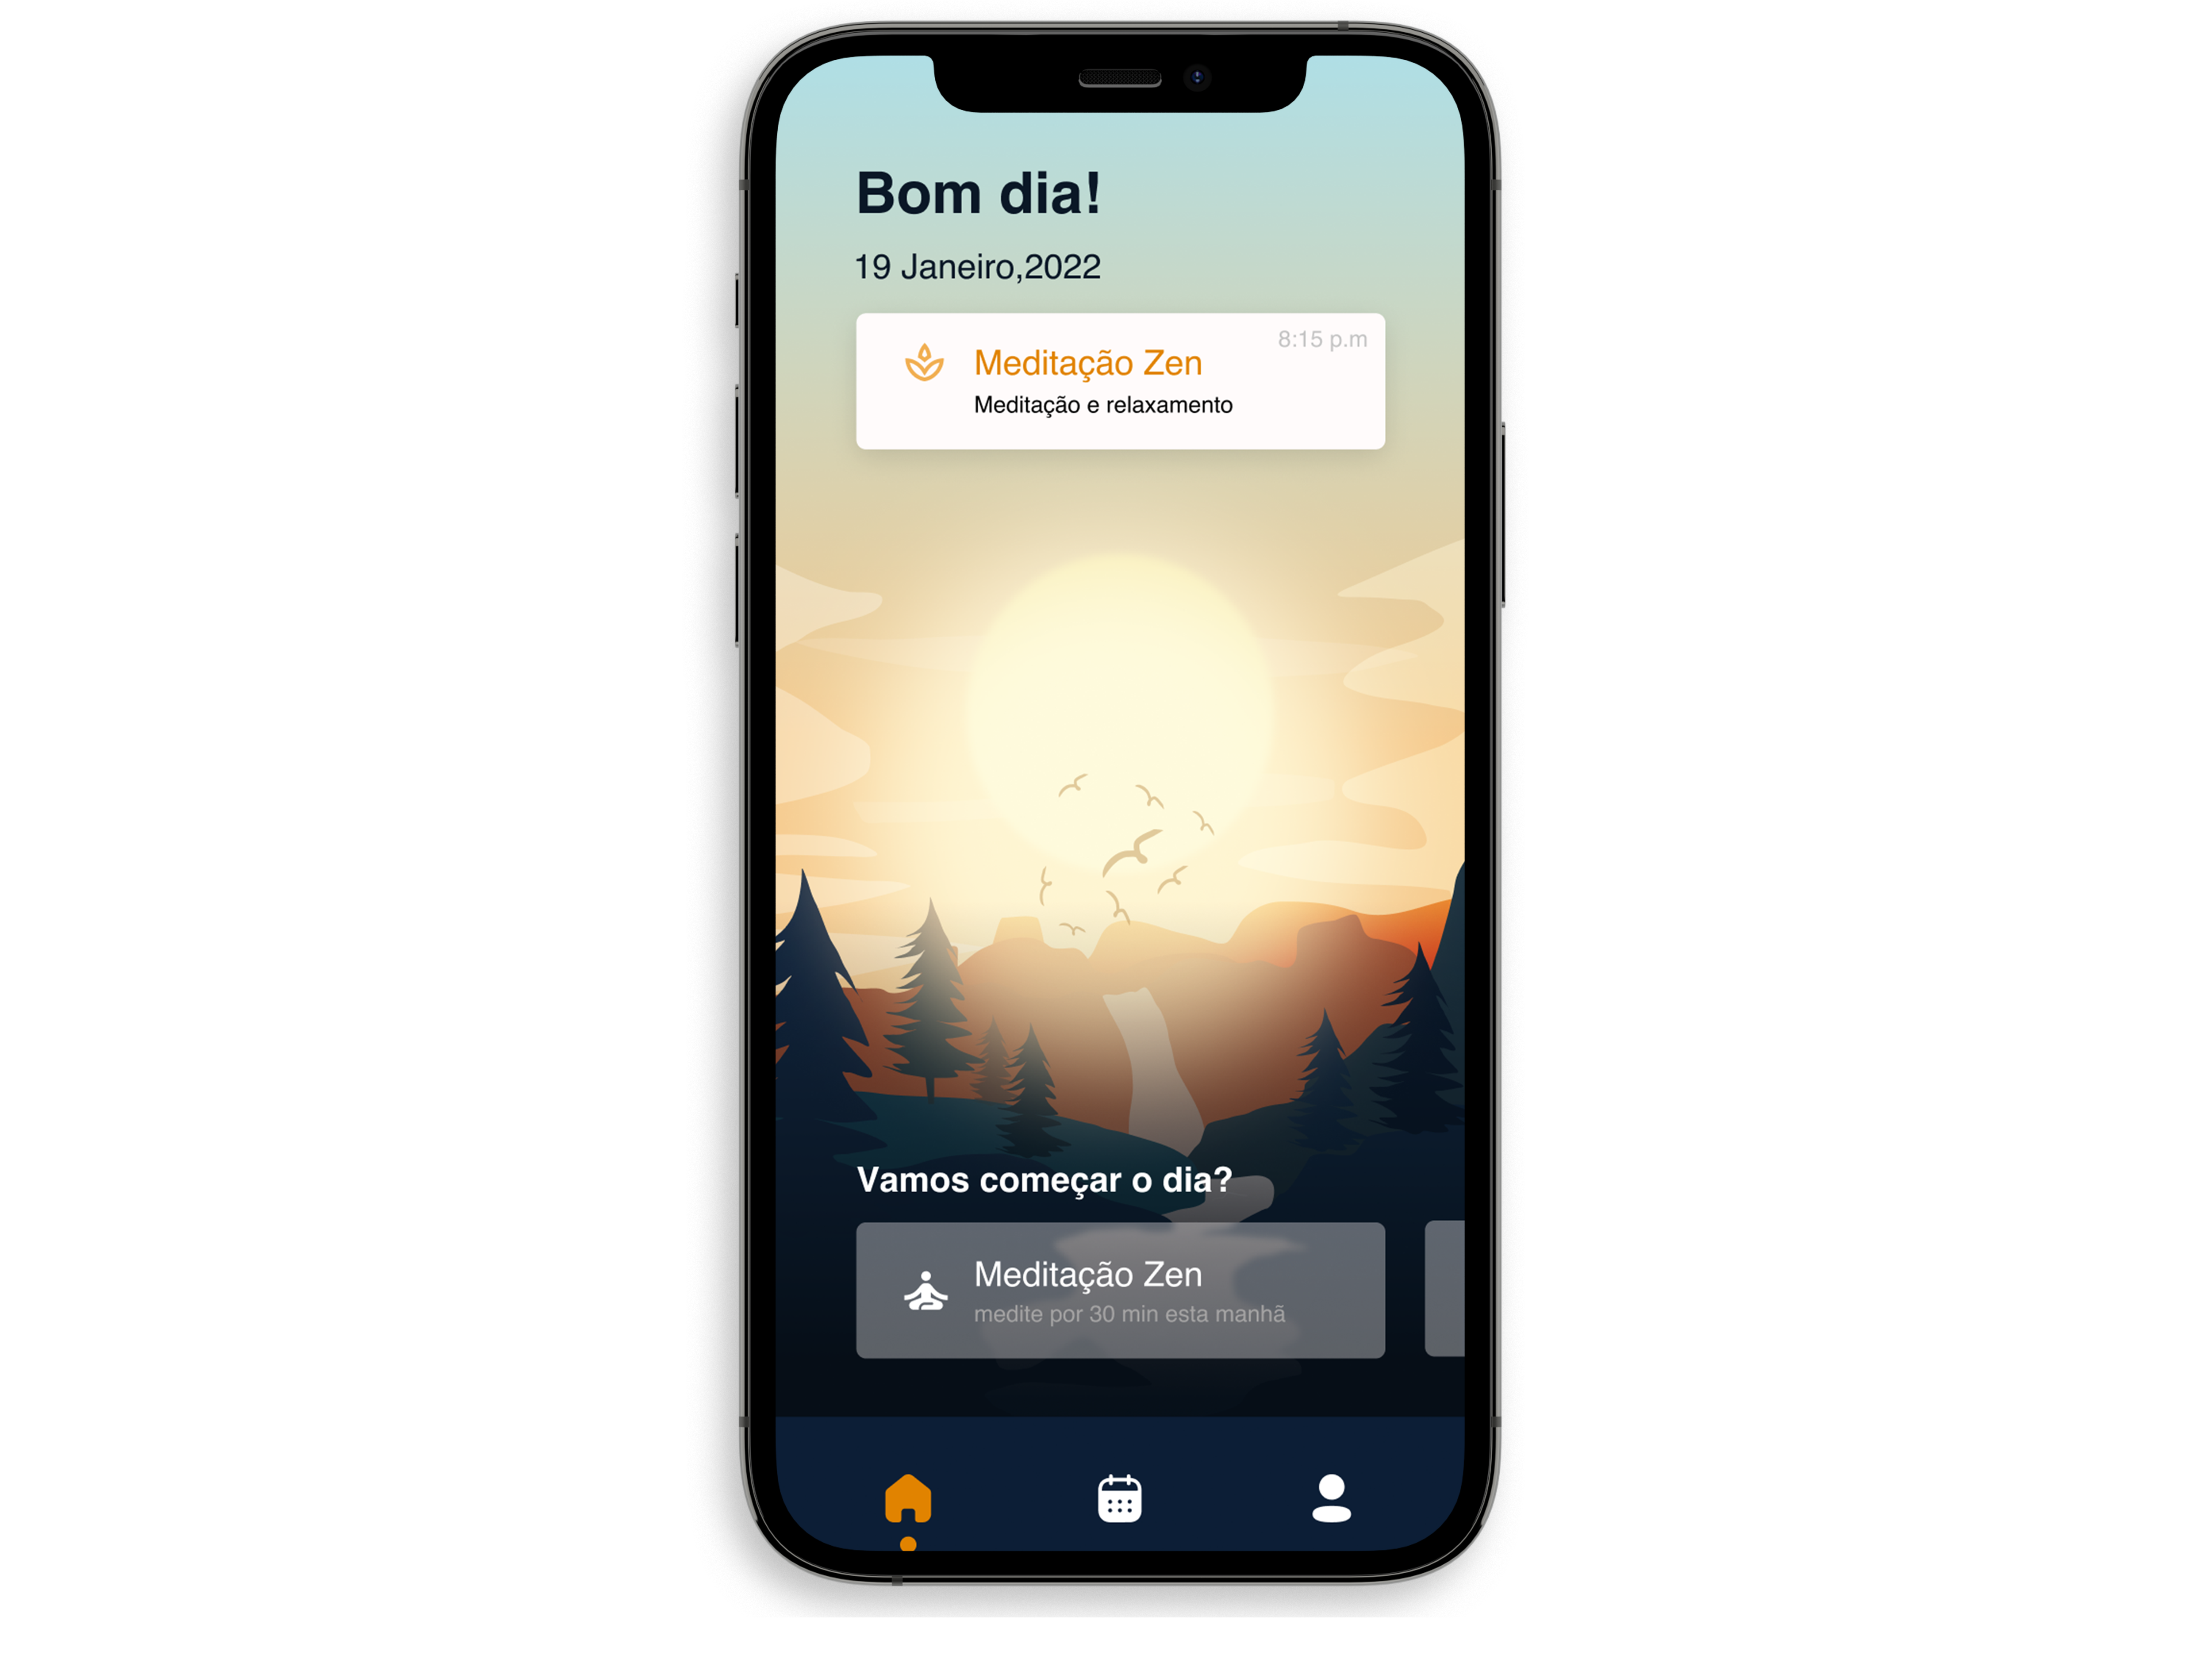 Bom dia!
19 Janeiro,2022
8:15 p.m
Meditação Zen
Meditação e relaxamento
Vamos começar o dia?
Meditação Zen
medite por 30 min esta manhã